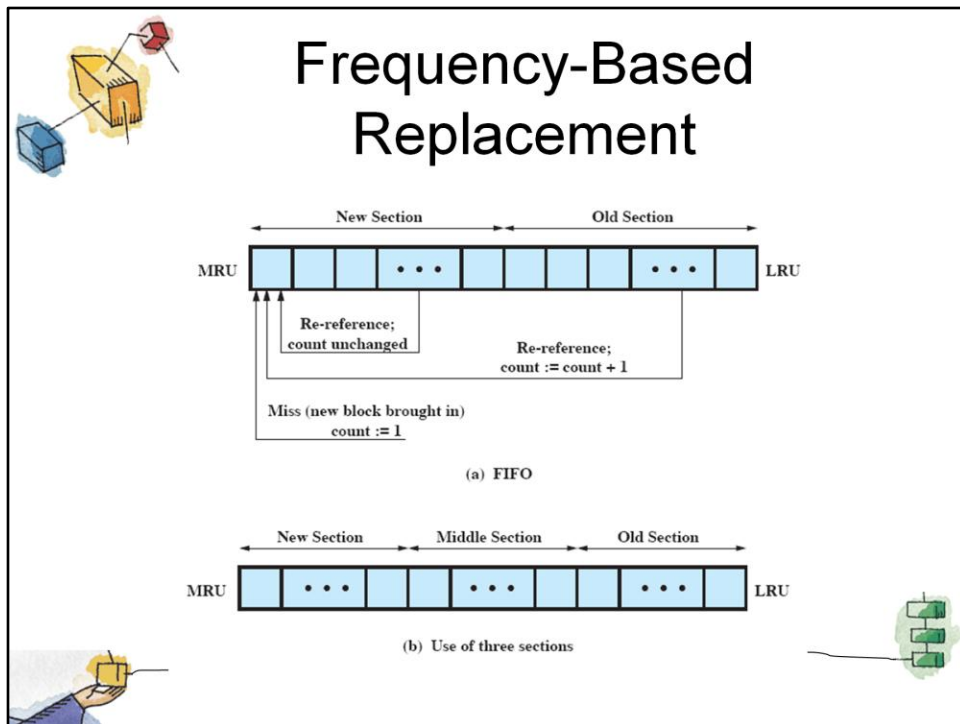 Frequency-Based
Replacement
New Section Old Section
MRU • • • • • • LRU
Re-reference;
count unchanged
Re-reference;
count := count + 1
Miss (new block brought in)
count := 1
(a) FIFO
New Section Middle Section Old Section
MRU • • • • • • • • • LRU
(b) Use of three sections